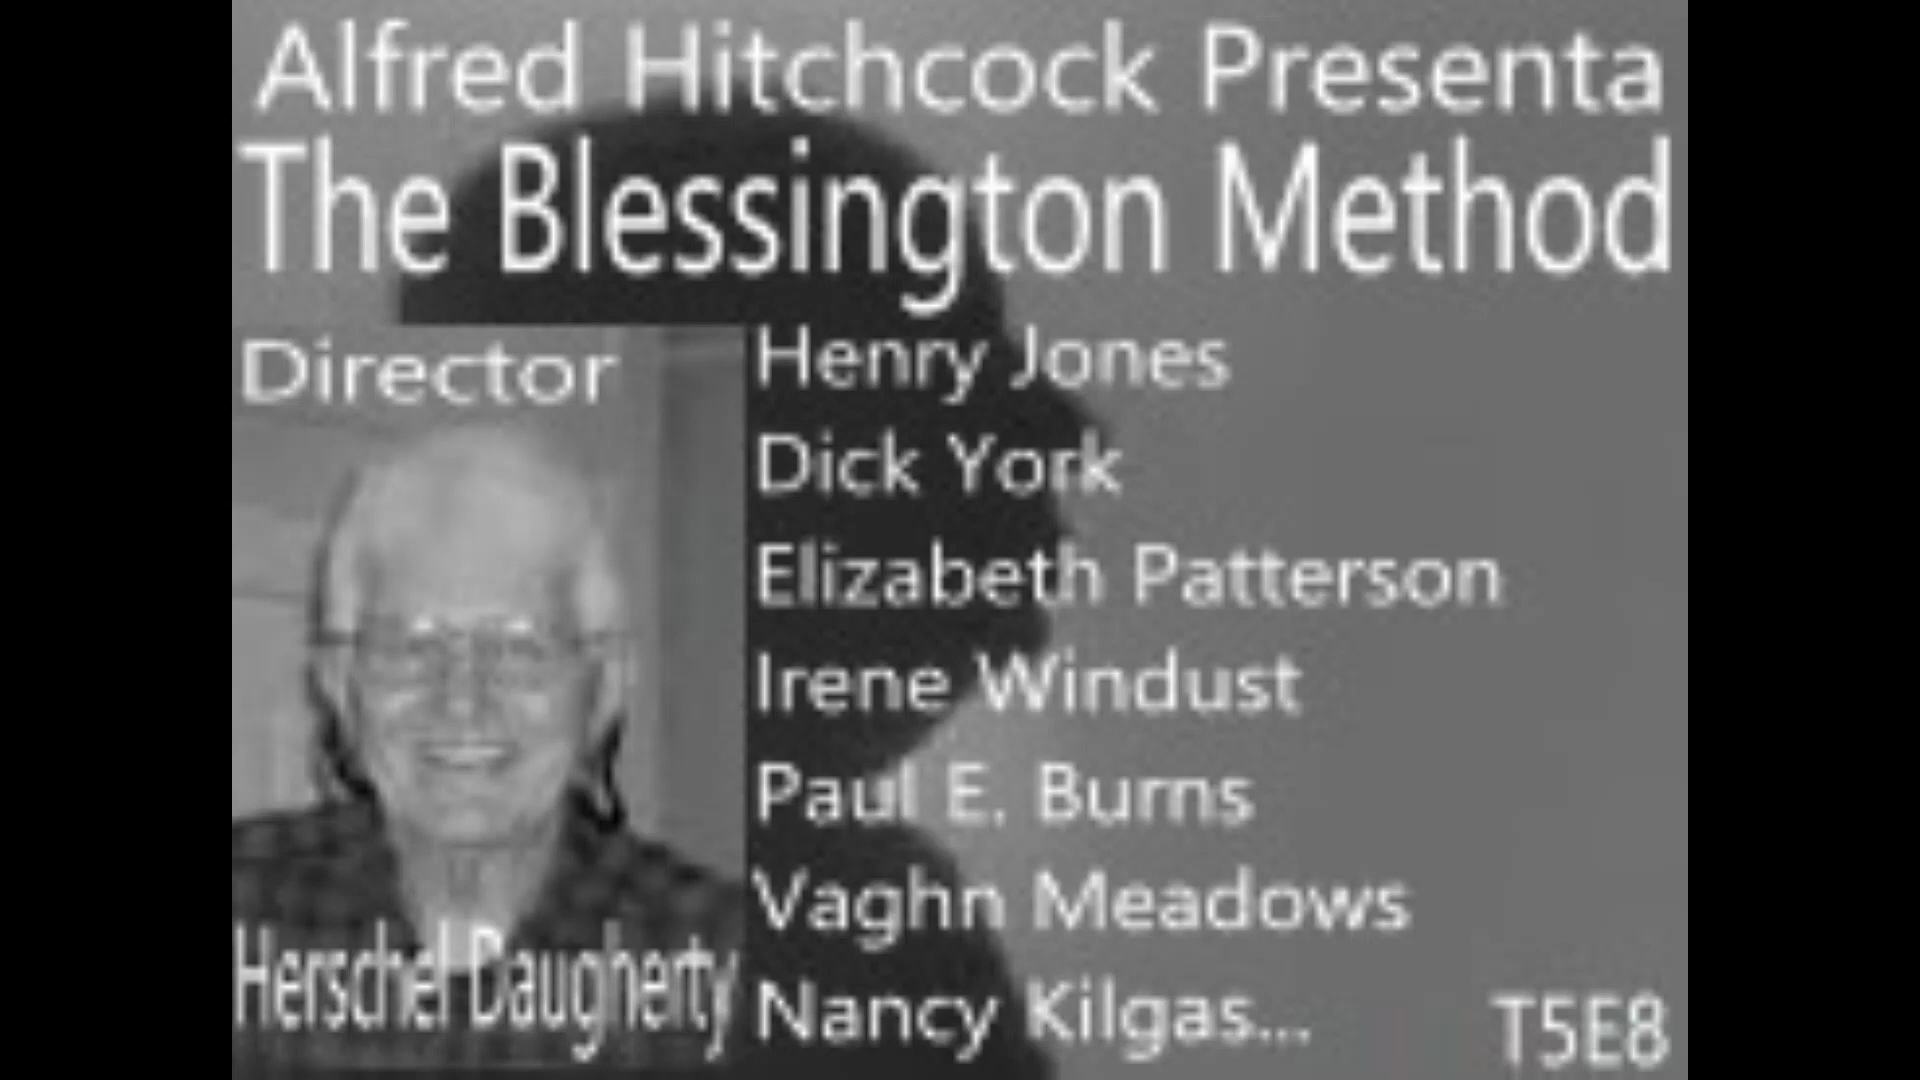 Alfred Hitchcock Presenta
The Blessington Method
Director
Herschel Daugherty
Henry Jones
Dick York
Elizabeth Patterson
Irene Windust
Paul E. Burns
Vaghn Meadows
Nancy Kilgas...
T5E8